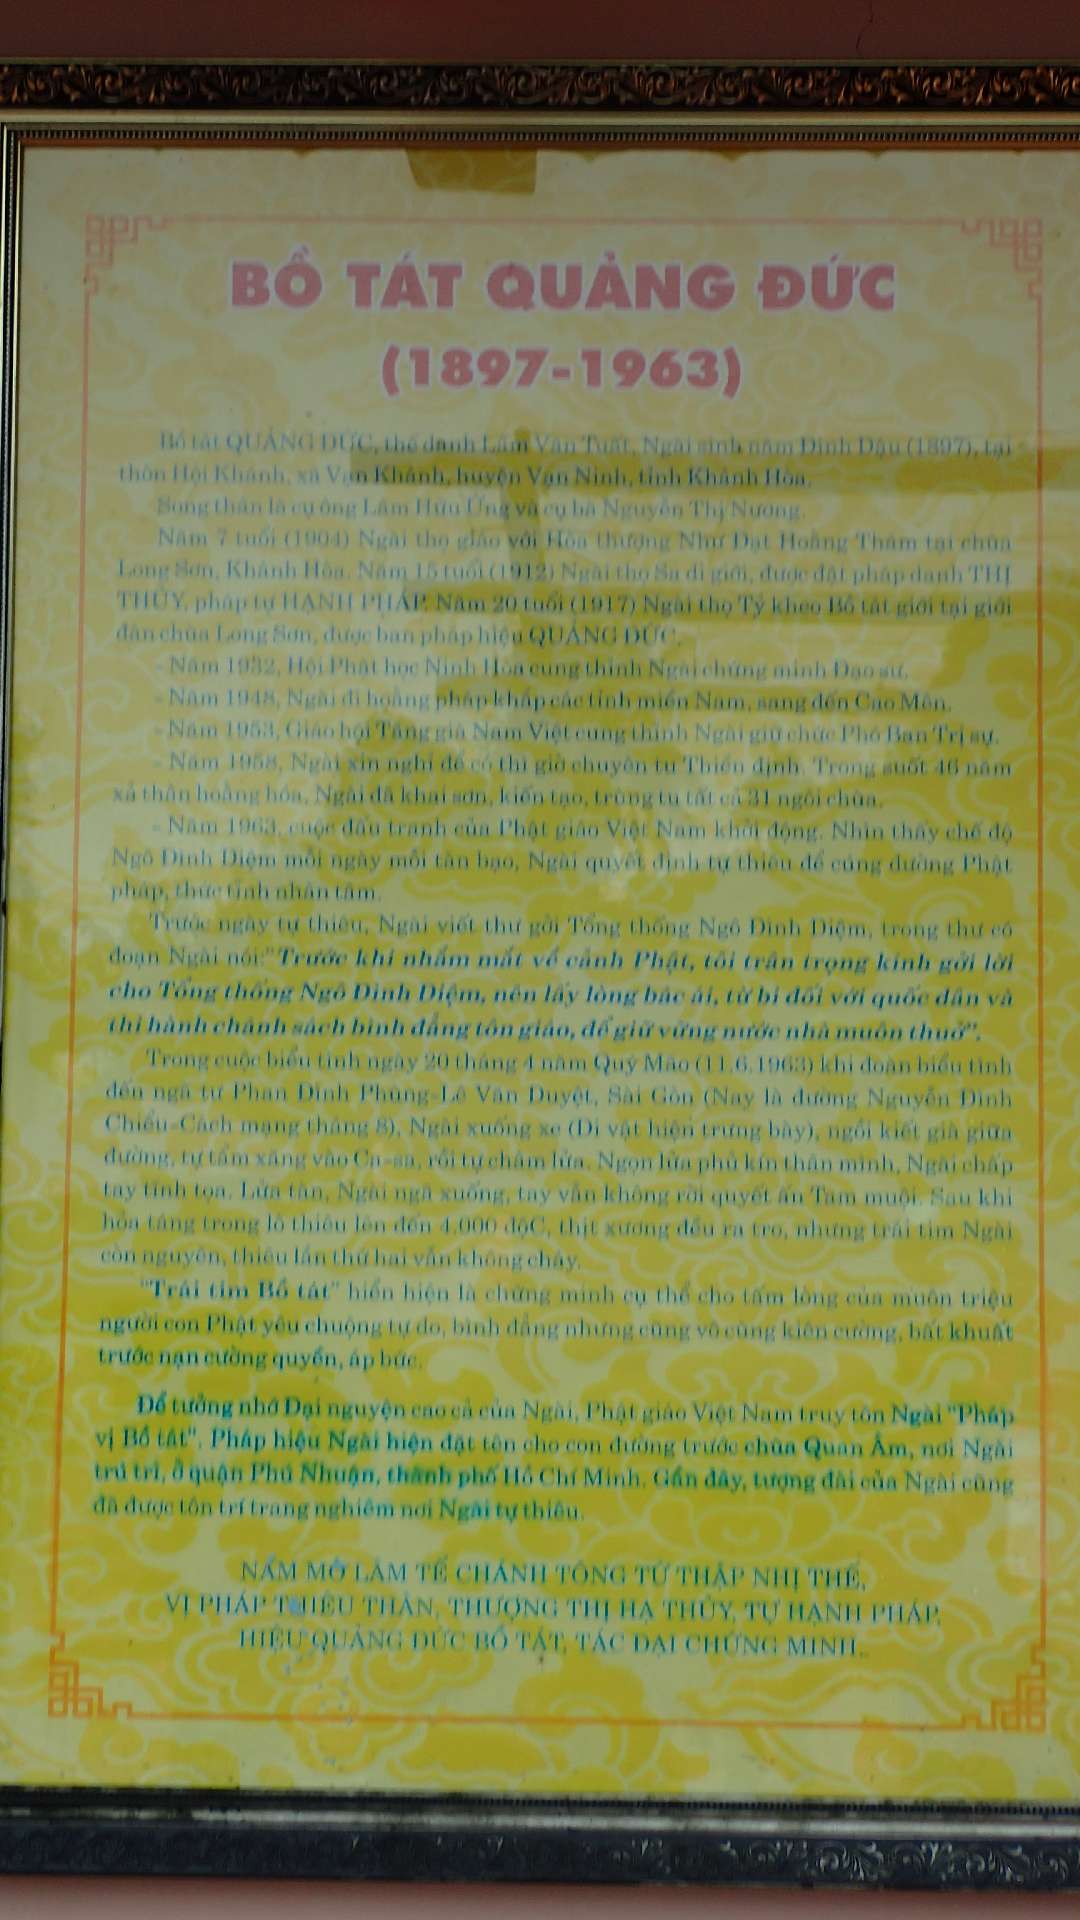 BỒ TÁT QUẢNG ĐỨC
(1897-1963)
Bồ tát QUẢNG ĐỨC, thế danh Lâm Văn Tuất, Ngài sinh năm Đinh Dậu (1897), tại
thôn Hội Khánh, xã Vạn Khánh, huyện Vạn Ninh, tỉnh Khánh Hòa.
Song thân là cụ ông Lâm Hữu Ứng và cụ bà Nguyễn Thị Nương.
Năm 7 tuổi (1904) Ngài thọ giáo với Hòa thượng Như Đạt Hoằng Thâm tại chùa
Long Sơn, Khánh Hòa. Năm 15 tuổi (1912) Ngài thọ Sa di giới, được đặt pháp danh THỊ
THỦY, pháp tự HẠNH PHÁP. Năm 20 tuổi (1917) Ngài thọ Tỷ kheo Bồ tát giới tại giới
đàn chùa Long Sơn, được ban pháp hiệu QUẢNG ĐỨC.
- Năm 1932, Hội Phật học Ninh Hòa cung thỉnh Ngài chứng minh Đạo sư.
- Năm 1948, Ngài đi hoằng pháp khắp các tỉnh miền Nam, sang đến Cao Môn.
- Năm 1953, Giáo hội Tăng già Nam Việt cung thỉnh Ngài giữ chức Phó Ban Trị sự.
- Năm 1958, Ngài xin nghỉ để có thì giờ chuyên tu Thiền định. Trong suốt 46 năm
xả thân hoằng hóa, Ngài đã khai sơn, kiến tạo, trùng tu tất cả 31 ngôi chùa.
- Năm 1963, cuộc đấu tranh của Phật giáo Việt Nam khởi động. Nhìn thấy chế độ
Ngô Đình Diệm mỗi ngày mỗi tàn bạo, Ngài quyết định tự thiêu để cúng dường Phật
pháp, thức tỉnh nhân tâm.
Trước ngày tự thiêu, Ngài viết thư gởi Tổng thống Ngô Đình Diệm, trong thư có
đoạn Ngài nói:"Trước khi nhắm mắt về cảnh Phật, tôi trân trọng kính gởi lời
cho Tổng thống Ngô Đình Diệm, nên lấy lòng bác ái, từ bi đối với quốc dân và
thi hành chánh sách bình đẳng tôn giáo, để giữ vững nước nhà muôn thuở".
Trong cuộc biểu tình ngày 20 tháng 4 năm Quý Mão (11.6.1963) khi đoàn biểu tình
đến ngã tư Phan Đình Phùng-Lê Văn Duyệt, Sài Gòn (Nay là đường Nguyễn Đình
Chiểu-Cách mạng tháng 8), Ngài xuống xe (Di vật hiện trưng bày), ngồi kiết già giữa
đường, tự tẩm xăng vào Ca-sa, rồi tự châm lửa. Ngọn lửa phủ kín thân mình, Ngài chấp
tay tĩnh tọa. Lửa tàn, Ngài ngã xuống, tay vẫn không rời quyết ấn Tam muội. Sau khi
hỏa táng trong lò thiêu lên đến 4.000 độC, thịt xương đều ra tro, nhưng trái tim Ngài
còn nguyên, thiêu lần thứ hai vẫn không cháy.
"Trái tim Bồ tát" hiển hiện là chứng minh cụ thể cho tấm lòng của muôn triệu
người con Phật yêu chuộng tự do, bình đẳng nhưng cũng vô cùng kiên cường, bất khuất
trước nạn cường quyền, áp bức.
Để tưởng nhớ Đại nguyện cao cả của Ngài, Phật giáo Việt Nam truy tôn Ngài "Pháp
vị Bồ tát". Pháp hiệu Ngài hiện đặt tên cho con đường trước chùa Quan Âm, nơi Ngài
trú trì, ở quận Phú Nhuận, thành phố Hồ Chí Minh. Gần đây, tượng đài của Ngài cũng
đã được tôn trí trang nghiêm nơi Ngài tự thiêu.
NẤM MỒ LÂM TẾ CHÁNH TÔNG TỨ THẬP NHỊ THẾ,
VỊ PHÁP THIÊU THÂN, THƯỢNG THỊ HẠ THỦY, TỰ HẠNH PHÁP,
HIỆU QUẢNG ĐỨC BỒ TÁT, TÁC ĐẠI CHỨNG MINH.